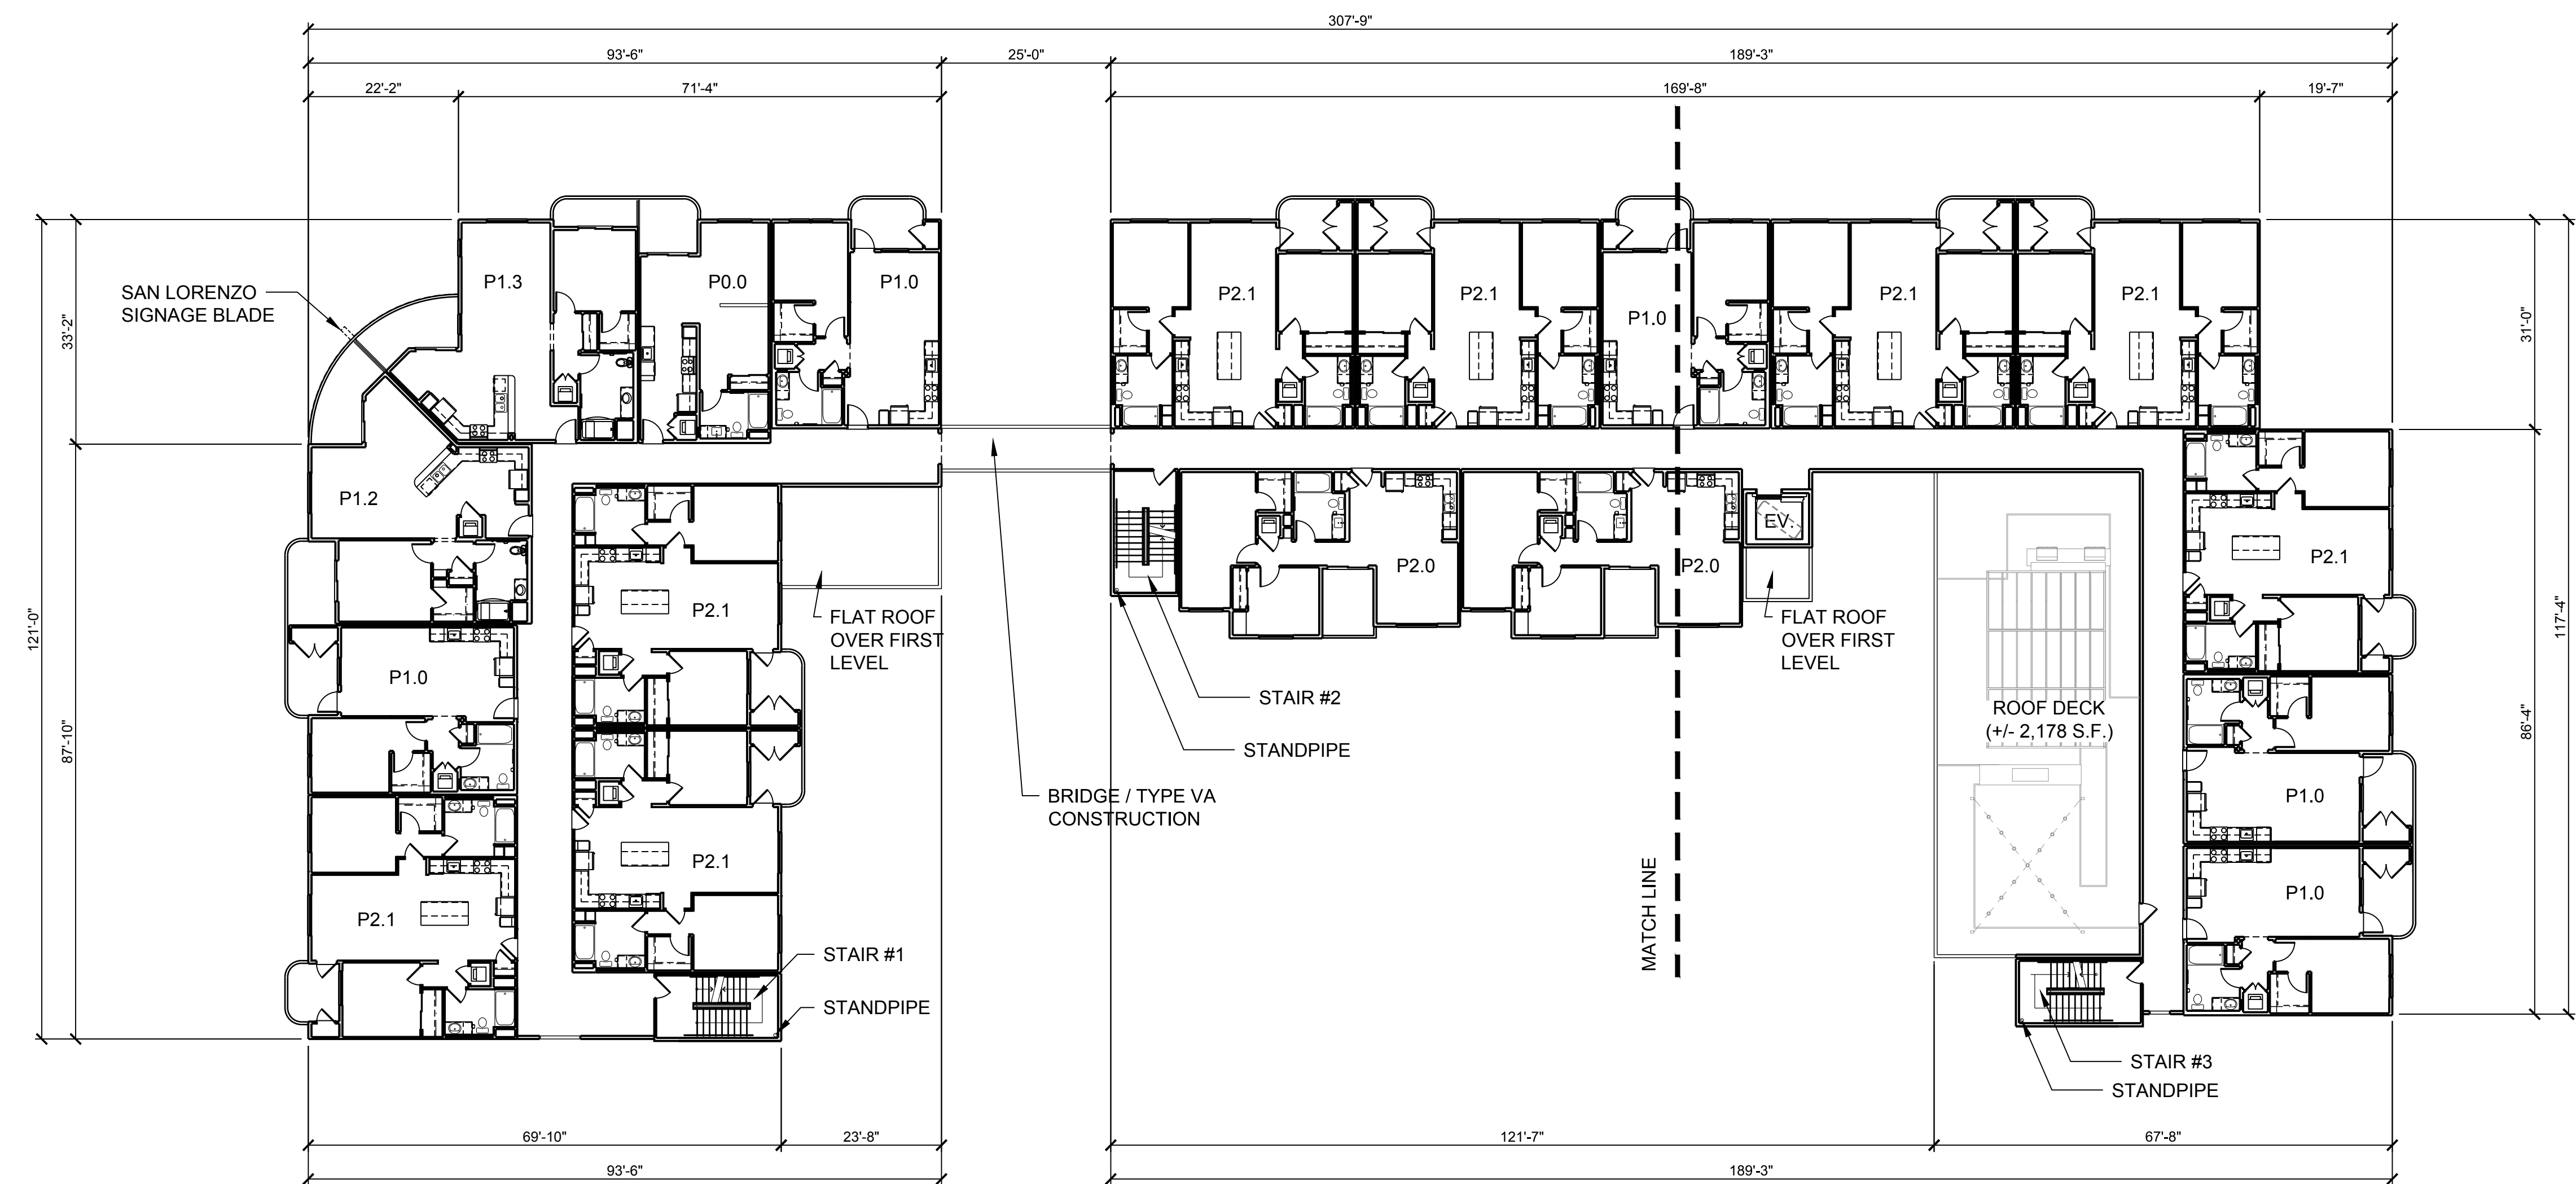 307'-9"
93'-6"
25'-0"
189'-3"
22'-2"
71'-4"
169'-8"
19'-7"
SAN LORENZO
SIGNAGE BLADE
P1.3
P0.0
P1.0
P2.1
P2.1
P1.0
P2.1
P2.1
33'-2"
31'-0"
P1.2
EV.
P2.0
P2.0
P2.1
P2.1
FLAT ROOF
OVER FIRST
LEVEL
FLAT ROOF
OVER FIRST
LEVEL
121'-0"
117'-4"
P1.0
STAIR #2
ROOF DECK
(+/- 2,178 S.F.)
87'-10"
86'-4"
STANDPIPE
BRIDGE / TYPE VA
CONSTRUCTION
P1.0
P2.1
P2.1
P1.0
MATCH LINE
STAIR #1
STANDPIPE
STAIR #3
STANDPIPE
69'-10"
23'-8"
121'-7"
67'-8"
93'-6"
189'-3"